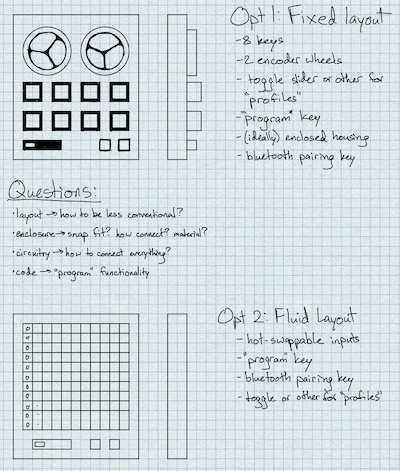 Opt 1: Fixed layout
- 8 keys
- 2 encoder wheels
- toggle slider or other for
"profiles"
- "program" key
- (ideally) enclosed housing
- bluetooth pairing key
Questions:
• layout → how to be less conventional?
• enclosure → snap fit? how connect? material?
• circuitry → how to connect everything?
• code → "program" functionality
Opt 2: Fluid Layout
- hot-swappable inputs
- "program" key
- bluetooth pairing key
- toggle or other for "profiles"